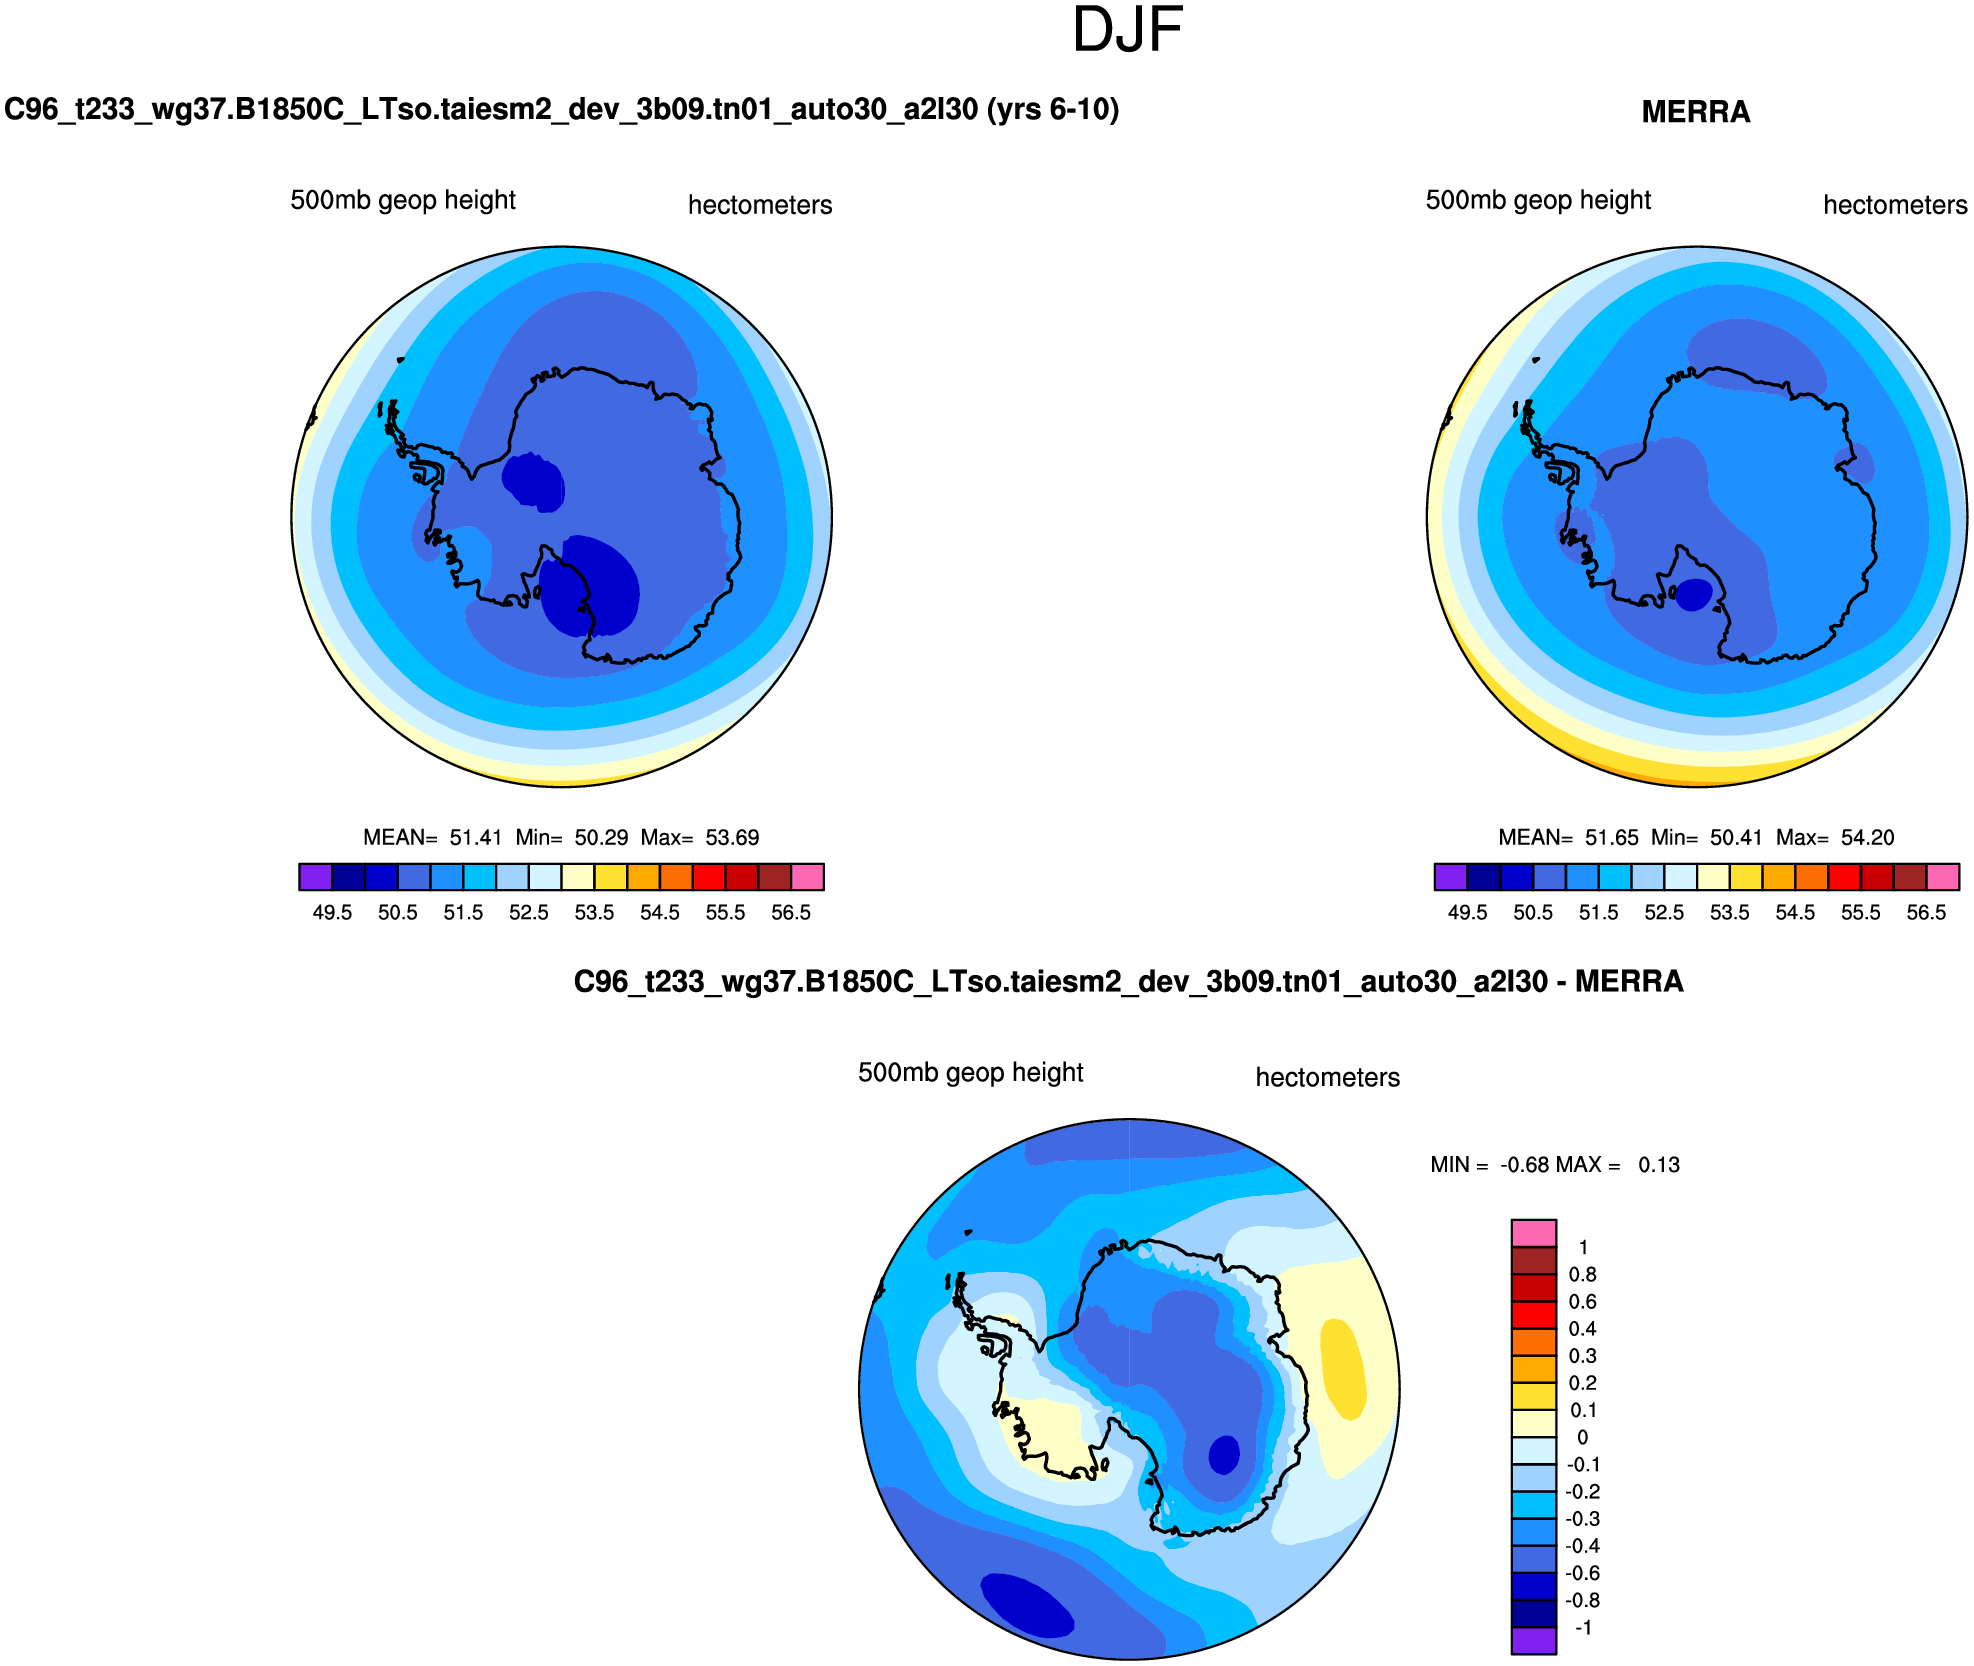 DJF
C96_t233_wg37.B1850C_LTso.taiesm2_dev_3b09.tn01_auto30_a2l30 (yrs 6-10)
MERRA
500mb geop height
hectometers
500mb geop height
hectometers
MEAN= 51.41 Min= 50.29 Max= 53.69
MEAN= 51.65 Min= 50.41 Max= 54.20
49.5 50.5 51.5 52.5 53.5 54.5 55.5 56.5
49.5 50.5 51.5 52.5 53.5 54.5 55.5 56.5
C96_t233_wg37.B1850C_LTso.taiesm2_dev_3b09.tn01_auto30_a2l30 - MERRA
500mb geop height
hectometers
MIN = -0.68 MAX = 0.13
1
0.8
0.6
0.4
0.3
0.2
0.1
0
-0.1
-0.2
-0.3
-0.4
-0.6
-0.8
-1